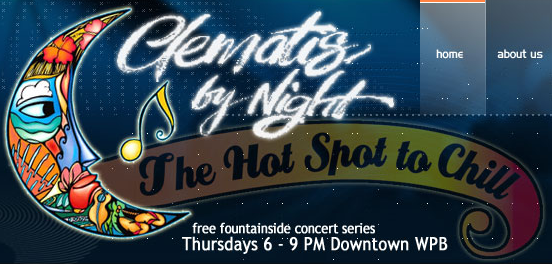 Clematis
by Night
home
about us
The Hot Spot to Chill
free fountainside concert series
Thursdays 6 - 9 PM Downtown WPB